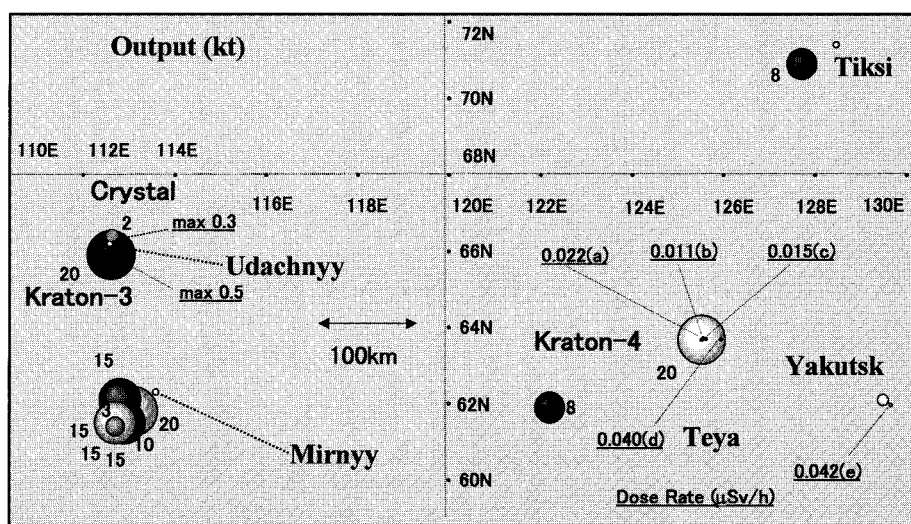 Output (kt)
72N
Tiksi
8
70N
110E 112E 114E
68N
Crystal
116E 118E 120E 122E 124E 126E 128E 130E
2
max 0.3
66N
0.022(a) 0.011(b) 0.015(c)
Udachnyy
20
Kraton-3
max 0.5
64N
Kraton-4
100km
20
Yakutsk
15
62N
8
3
15 20
10
15 15
Mirnyy
0.040(d)
Teya
0.042(e)
60N
Dose Rate (μSv/h)